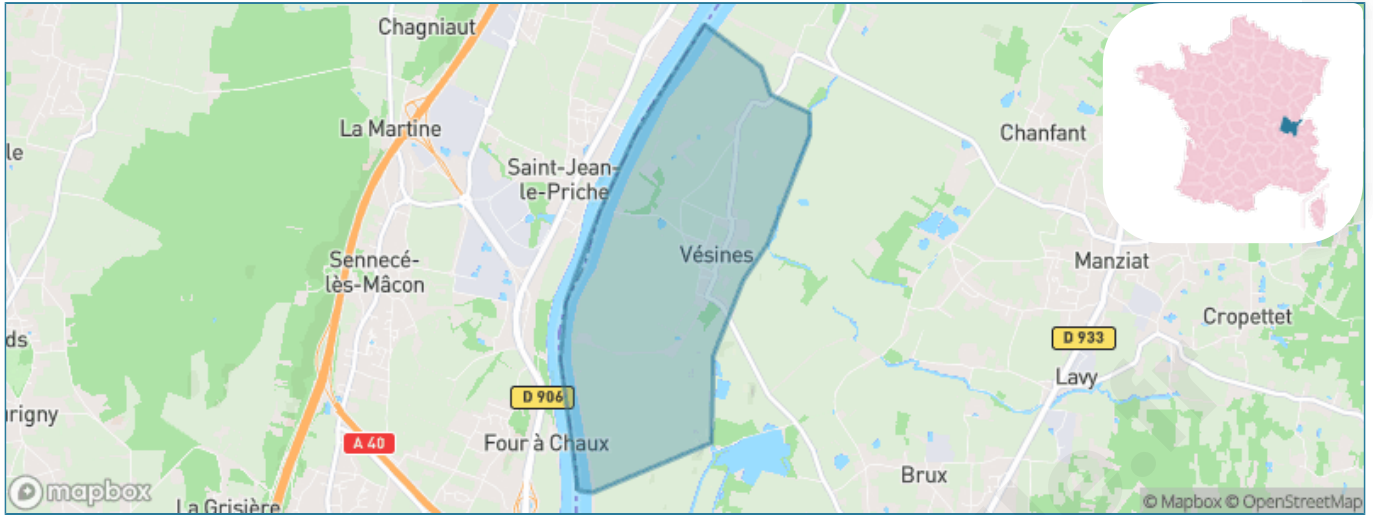 Chagniaut
La Martine
le
Saint-Jean-
le-Priche
Chanfant
Sennecé-
lès-Mâcon
Vésines
Manziat
Cropettet
ds
D 933
Lavy
D 906
urigny
A 40
Four à Chaux
Brux
mapbox
La Grisière
© Mapbox © OpenStreetMap